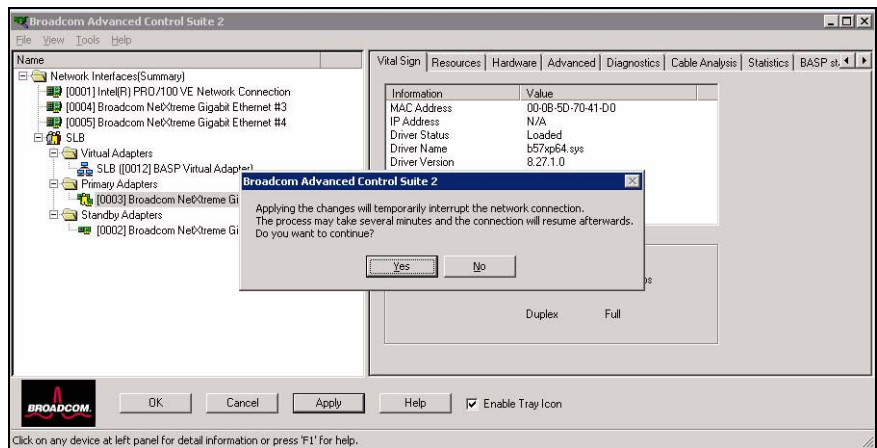 Broadcom Advanced Control Suite 2
File View Tools Help
Name
Network Interfaces(Summary)
[0001] Intel(R) PRO/100 VE Network Connection
[0004] Broadcom NetXtreme Gigabit Ethernet #3
[0005] Broadcom NetXtreme Gigabit Ethernet #4
SLB
Virtual Adapters
SLB ([0012] BASP Virtual Adapter)
Primary Adapters
[0003] Broadcom NetXtreme Gi
Standby Adapters
[0002] Broadcom NetXtreme Gi
Vital Sign Resources Hardware Advanced Diagnostics Cable Analysis Statistics BASP st
Information Value
MAC Address 00-0B-5D-70-41-D0
IP Address N/A
Driver Status Loaded
Driver Name b57xp64.sys
Driver Version 8.27.1.0
Broadcom Advanced Control Suite 2
Applying the changes will temporarily interrupt the network connection.
The process may take several minutes and the connection will resume afterwards.
Do you want to continue?
Yes No
Duplex Full
BROADCOM.
OK Cancel Apply Help Enable Tray Icon
Click on any device at left panel for detail information or press 'F1' for help.